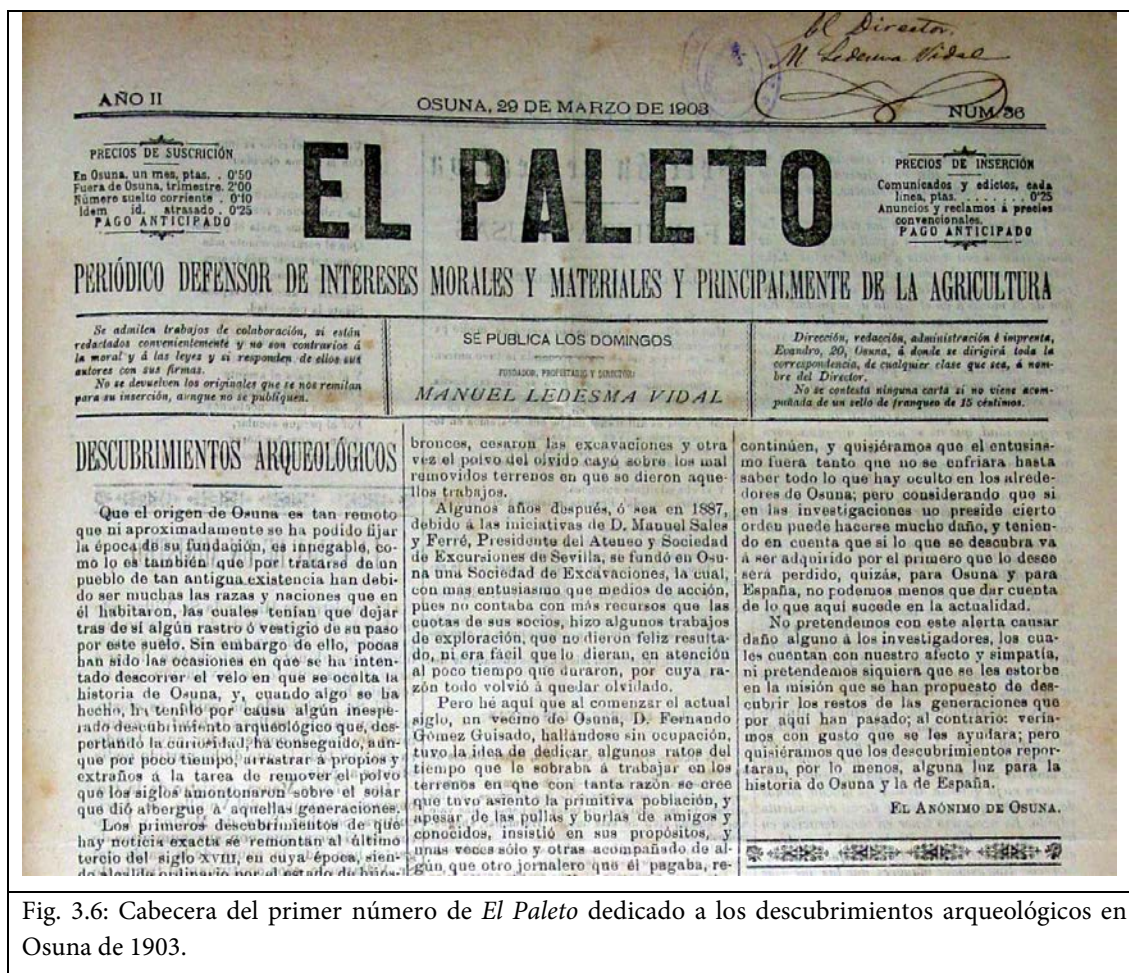 El Director.
M Ledesma Vidal
AÑO II
OSUNA, 29 DE MARZO DE 1903
NUM. 36
PRECIOS DE SUSCRICIÓN
En Osuna, un mes, ptas. . 0'50
Fuera de Osuna, trimestre. 2'00
Número suelto corriente . 0'10
Idem id. atrasado . 0'25
PAGO ANTICIPADO
EL PALETO
PRECIOS DE INSERCIÓN
Comunicados y edictos, cada
línea, ptas. . . . . . . . 0'25
Anuncios y reclamos á precios
convencionales.
PAGO ANTICIPADO
PERIÓDICO DEFENSOR DE INTERESES MORALES Y MATERIALES Y PRINCIPALMENTE DE LA AGRICULTURA
Se admiten trabajos de colaboración, si están
redactados convenientemente y no son contrarios á
la moral y á las leyes y si responden de ellos sus
autores con sus firmas.
No se devuelven los originales que se nos remitan
para su inserción, aunque no se publiquen.
SE PUBLICA LOS DOMINGOS
FUNDADOR, PROPIETARIO Y DIRECTOR:
MANUEL LEDESMA VIDAL
Dirección, redacción, administración é imprenta,
Evandro, 20, Osuna, á donde se dirigirá toda la
correspondencia, de cualquier clase que sea, á nom-
bre del Director.
No se contesta ninguna carta si no viene acom-
pañada de un sello de franqueo de 15 céntimos.
DESCUBRIMIENTOS ARQUEOLÓGICOS
Que el origen de Osuna es tan remoto
que ni aproximadamente se ha podido fijar
la época de su fundación, es innegable, co-
mo lo es también que por tratarse de un
pueblo de tan antigua existencia han debi-
do ser muchas las razas y naciones que en
él habitaron, las cuales tenían que dejar
tras de sí algún rastro ó vestigio de su paso
por este suelo. Sin embargo de ello, pocas
han sido las ocasiones en que se ha inten-
tado descorrer el velo en que se oculta la
historia de Osuna, y, cuando algo se ha
hecho, ha tenido por causa algún inespe-
rado descubrimiento arqueológico que, des-
pertando la curiosidad, ha conseguido, aun-
que por poco tiempo, arrastrar á propios y
extraños á la tarea de remover el polvo
que los siglos amontonaron sobre el solar
que dió albergue á aquellas generaciones.
Los primeros descubrimientos de que
hay noticia exacta se remontan al último
tercio del siglo XVIII, en cuya época, sien-
do alcalde ordinario por el estado de hijos-
bronces, cesaron las excavaciones y otra
vez el polvo del olvido cayó sobre los mal
removidos terrenos en que se dieron aque-
llos trabajos.
Algunos años después, ó sea en 1887,
debido á las iniciativas de D. Manuel Sales
y Ferré, Presidente del Ateneo y Sociedad
de Excursiones de Sevilla, se fundó en Osu-
na una Sociedad de Excavaciones, la cual,
con mas entusiasmo que medios de acción,
pues no contaba con más recursos que las
cuotas de sus socios, hizo algunos trabajos
de exploración, que no dieron feliz resulta-
do, ni era fácil que lo dieran, en atención
al poco tiempo que duraron, por cuya ra-
zón todo volvió á quedar olvidado.
Pero hé aquí que al comenzar el actual
siglo, un vecino de Osuna, D. Fernando
Gómez Guisado, hallándose sin ocupación,
tuvo la idea de dedicar algunos ratos del
tiempo que le sobraba á trabajar en los
terrenos en que con tanta razón se cree
que tuvo asiento la primitiva población, y
apesar de las pullas y burlas de amigos y
conocidos, insistió en sus propósitos, y
unas veces sólo y otras acompañado de al-
gún que otro jornalero que él pagaba, re-
continúen, y quisiéramos que el entusias-
mo fuera tanto que no se enfriara hasta
saber todo lo que hay oculto en los alrede-
dores de Osuna; pero considerando que si
en las investigaciones no preside cierto
orden puede hacerse mucho daño, y tenien-
do en cuenta que si lo que se descubra va
á ser adquirido por el primero que lo desee
será perdido, quizás, para Osuna y para
España, no podemos menos que dar cuenta
de lo que aquí sucede en la actualidad.
No pretendemos con este alerta causar
daño alguno á los investigadores, los cua-
les cuentan con nuestro afecto y simpatía,
ni pretendemos siquiera que se les estorbe
en la misión que se han propuesto de des-
cubrir los restos de las generaciones que
por aquí han pasado; al contrario: vería-
mos con gusto que se les ayudara; pero
quisiéramos que los descubrimientos repor-
taran, por lo menos, alguna luz para la
historia de Osuna y la de España.
EL ANÓNIMO DE OSUNA.
Fig. 3.6: Cabecera del primer número de El Paleto dedicado a los descubrimientos arqueológicos en
Osuna de 1903.